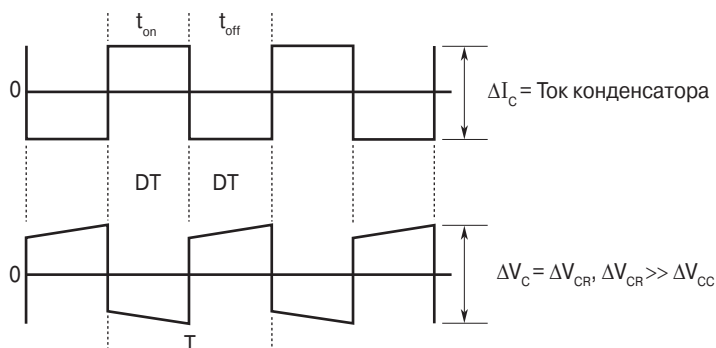 t_on t_off
0
ΔI_C = Ток конденсатора
DT DT
0
ΔV_C = ΔV_CR, ΔV_CR >> ΔV_CC
T